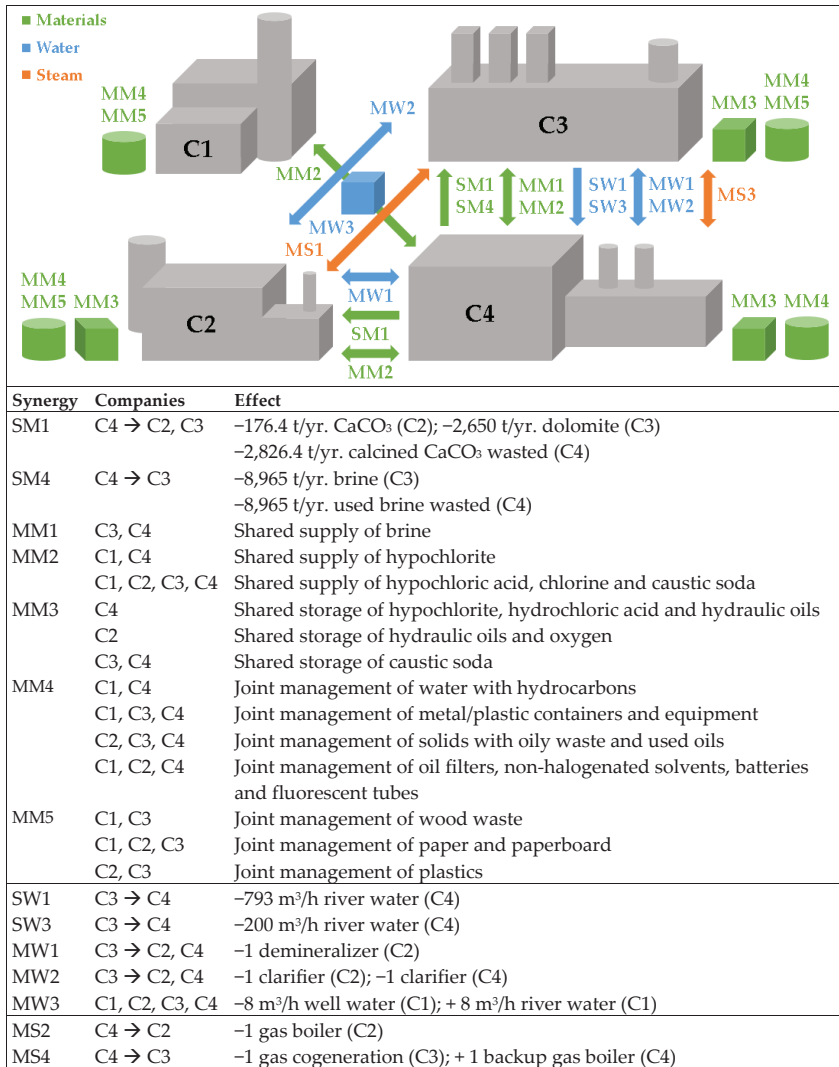 Materials
Water
Steam
MM4
MM5
C1
MM2
MW2
MW3
MS1
C3
MM3
MM4
MM5
SM1
SM4
MM1
MM2
SW1
SW3
MW1
MW2
MS3
MM4
MM5
MM3
C2
MW1
SM1
MM2
C4
MM3
MM4
Synergy Companies Effect
SM1 C4 → C2, C3 −176.4 t/yr. CaCO₃ (C2); −2,650 t/yr. dolomite (C3)
−2,826.4 t/yr. calcined CaCO₃ wasted (C4)
SM4 C4 → C3 −8,965 t/yr. brine (C3)
−8,965 t/yr. used brine wasted (C4)
MM1 C3, C4 Shared supply of brine
MM2 C1, C4 Shared supply of hypochlorite
C1, C2, C3, C4 Shared supply of hypochloric acid, chlorine and caustic soda
MM3 C4 Shared storage of hypochlorite, hydrochloric acid and hydraulic oils
C2 Shared storage of hydraulic oils and oxygen
C3, C4 Shared storage of caustic soda
MM4 C1, C4 Joint management of water with hydrocarbons
C1, C3, C4 Joint management of metal/plastic containers and equipment
C2, C3, C4 Joint management of solids with oily waste and used oils
C1, C2, C4 Joint management of oil filters, non-halogenated solvents, batteries
and fluorescent tubes
MM5 C1, C3 Joint management of wood waste
C1, C2, C3 Joint management of paper and paperboard
C2, C3 Joint management of plastics
SW1 C3 → C4 −793 m³/h river water (C4)
SW3 C3 → C4 −200 m³/h river water (C4)
MW1 C3 → C2, C4 −1 demineralizer (C2)
MW2 C3 → C2, C4 −1 clarifier (C2); −1 clarifier (C4)
MW3 C1, C2, C3, C4 −8 m³/h well water (C1); + 8 m³/h river water (C1)
MS2 C4 → C2 −1 gas boiler (C2)
MS4 C4 → C3 −1 gas cogeneration (C3); + 1 backup gas boiler (C4)